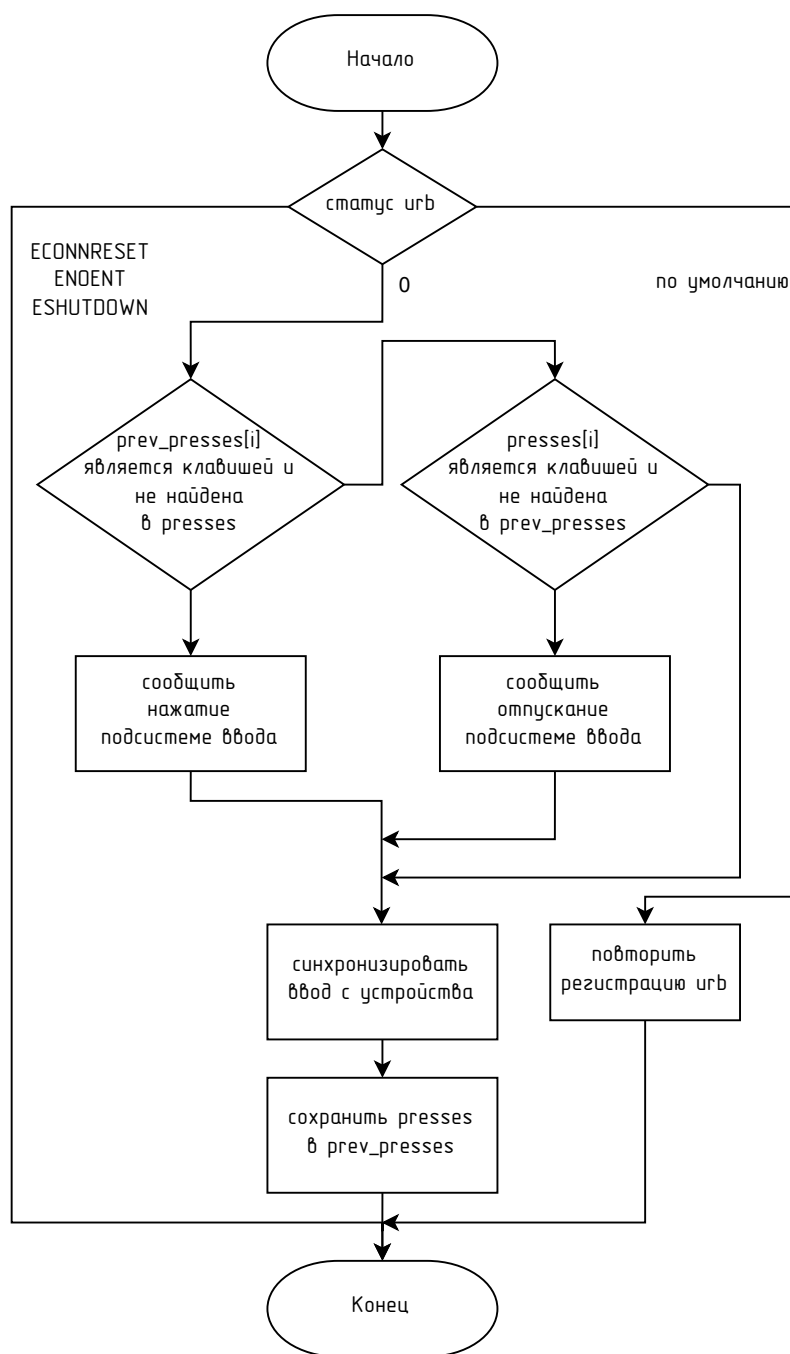 Начало
статус urb
ECONNRESET
ENOENT
ESHUTDOWN
0
по умолчанию
prev_presses[i]
является клавишей и
не найдена
в presses
presses[i]
является клавишей и
не найдена
в prev_presses
сообщить
нажатие
подсистеме ввода
сообщить
отпускание
подсистеме ввода
синхронизировать
ввод с устройства
повторить
регистрацию urb
сохранить presses
в prev_presses
Конец